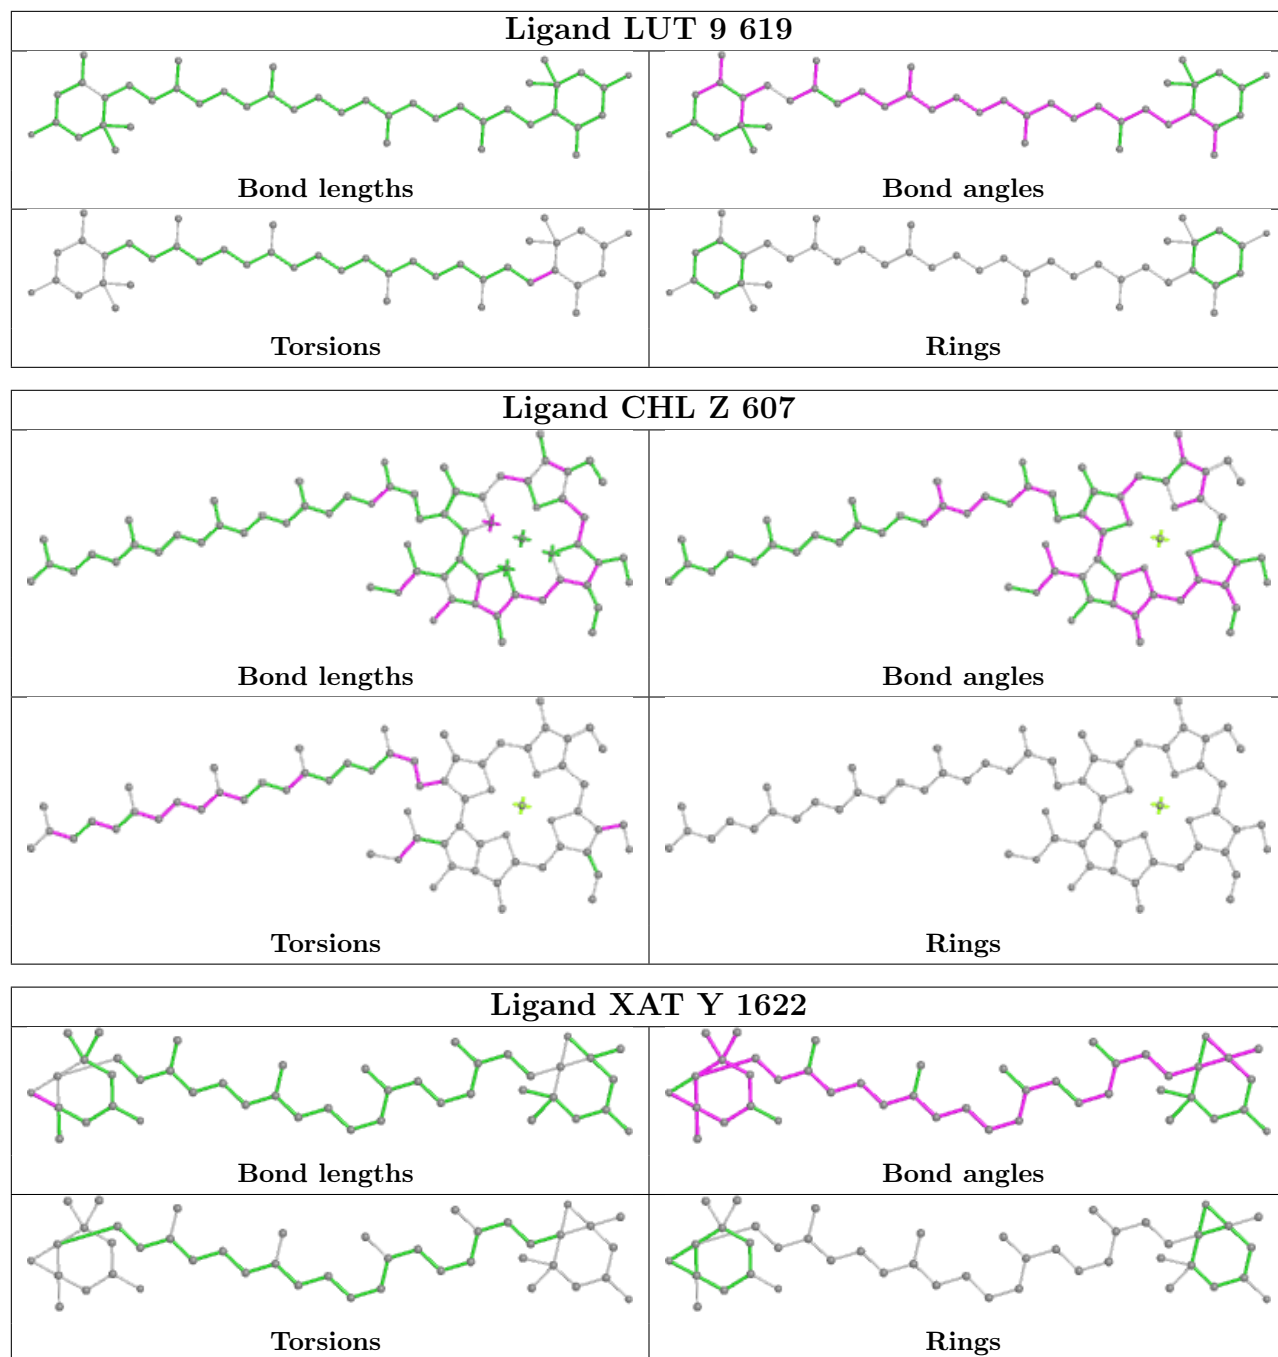 Ligand LUT 9 619
Bond lengths
Bond angles
Torsions
Rings
Ligand CHL Z 607
Bond lengths
Bond angles
Torsions
Rings
Ligand XAT Y 1622
Bond lengths
Bond angles
Torsions
Rings